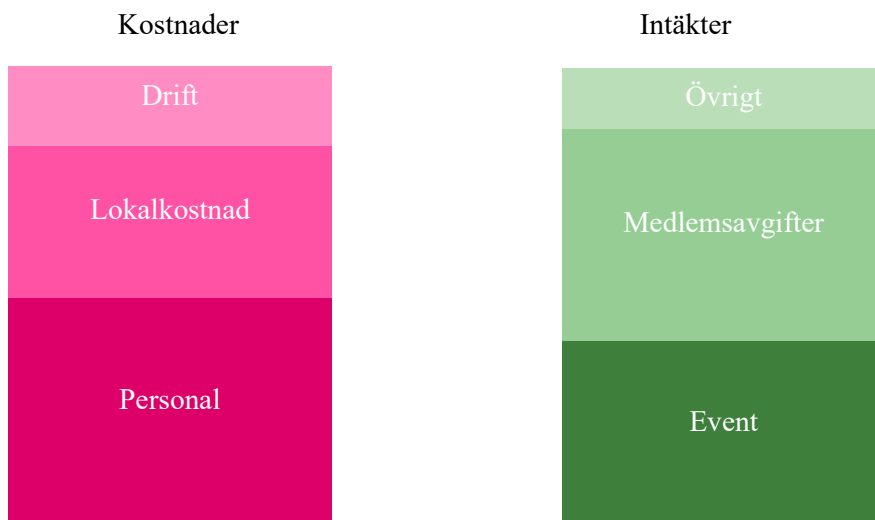 Kostnader
Intäkter
Drift
Övrigt
Lokalkostnad
Medlemsavgifter
Personal
Event